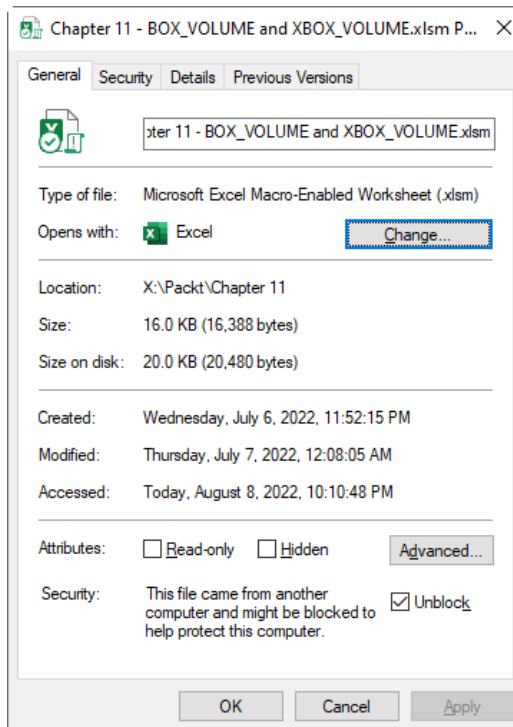 Chapter 11 - BOX_VOLUME and XBOX_VOLUME.xlsm P...
General Security Details Previous Versions
ter 11 - BOX_VOLUME and XBOX_VOLUME.xlsm
Type of file: Microsoft Excel Macro-Enabled Worksheet (.xlsm)
Opens with: Excel Change...
Location: X:\Packt\Chapter 11
Size: 16.0 KB (16,388 bytes)
Size on disk: 20.0 KB (20,480 bytes)
Created: Wednesday, July 6, 2022, 11:52:15 PM
Modified: Thursday, July 7, 2022, 12:08:05 AM
Accessed: Today, August 8, 2022, 10:10:48 PM
Attributes: Read-only Hidden Advanced...
Security: This file came from another
computer and might be blocked to
help protect this computer.
Unblock
OK Cancel Apply